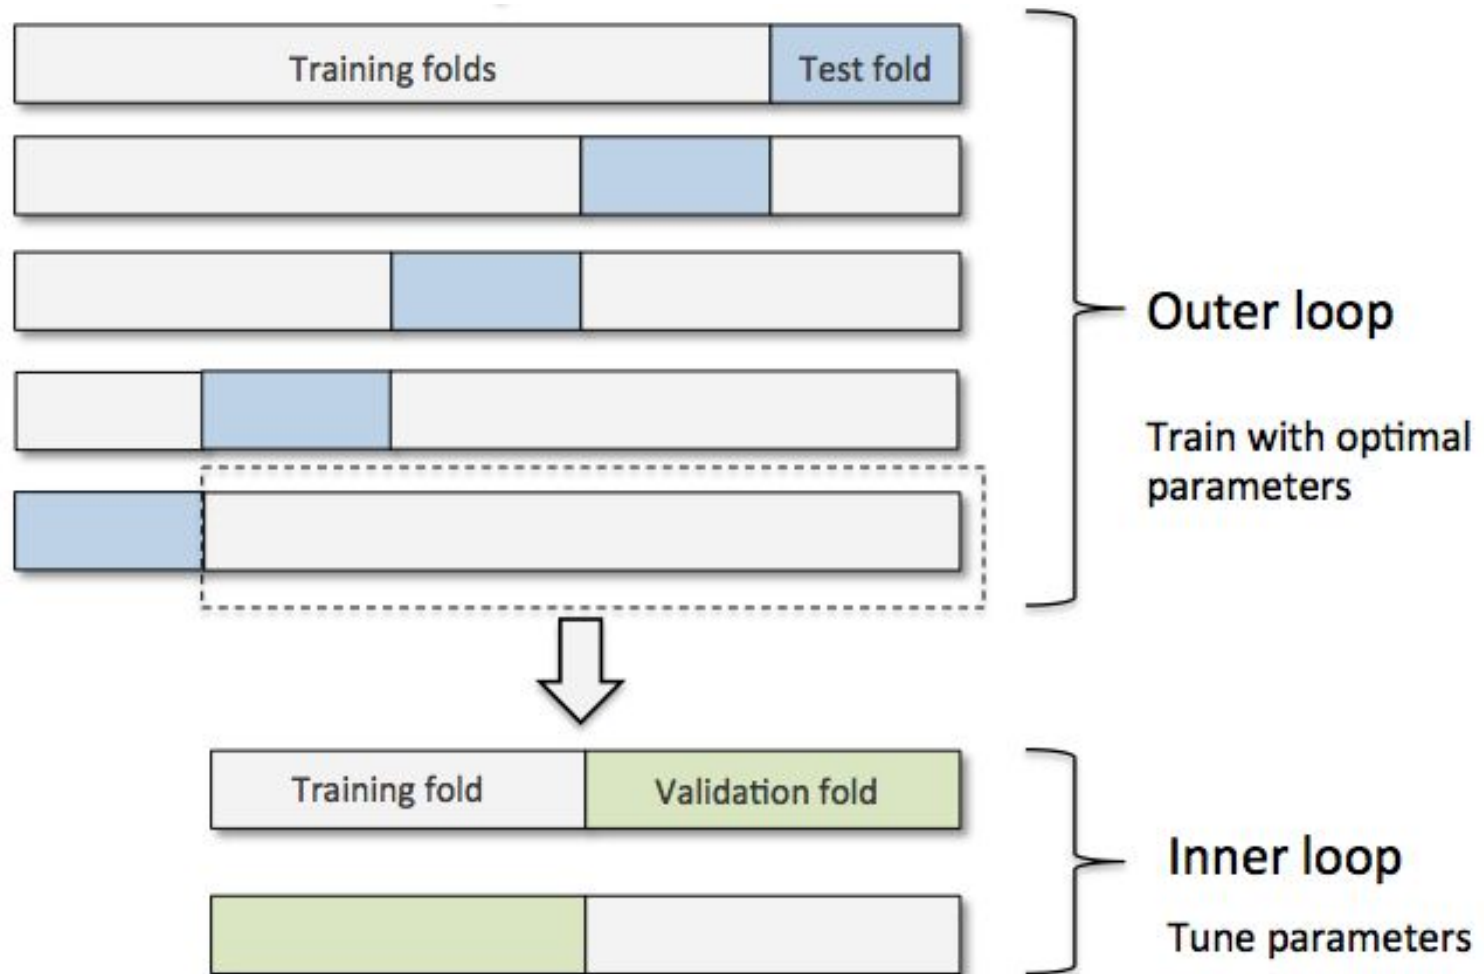 Training folds
Test fold
Outer loop
Train with optimal
parameters
Training fold
Validation fold
Inner loop
Tune parameters